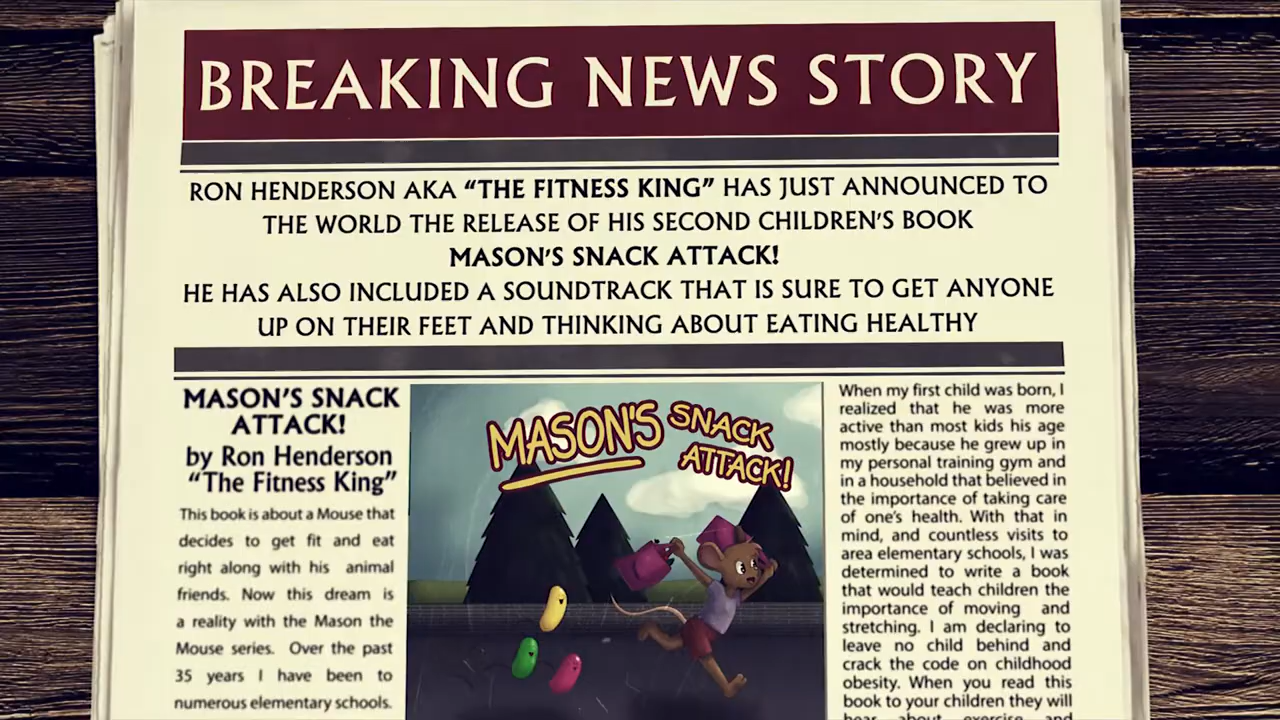 BREAKING NEWS STORY
RON HENDERSON AKA “THE FITNESS KING” HAS JUST ANNOUNCED TO
THE WORLD THE RELEASE OF HIS SECOND CHILDREN’S BOOK
MASON’S SNACK ATTACK!
HE HAS ALSO INCLUDED A SOUNDTRACK THAT IS SURE TO GET ANYONE
UP ON THEIR FEET AND THINKING ABOUT EATING HEALTHY
MASON’S SNACK
ATTACK!
by Ron Henderson
“The Fitness King”
This book is about a Mouse that
decides to get fit and eat
right along with his animal
friends. Now this dream is
a reality with the Mason the
Mouse series. Over the past
35 years I have been to
numerous elementary schools.
MASON'S SNACK
ATTACK!
When my first child was born, I
realized that he was more
active than most kids his age
mostly because he grew up in
my personal training gym and
in a household that believed in
the importance of taking care
of one’s health. With that in
mind, and countless visits to
area elementary schools, I was
determined to write a book
that would teach children the
importance of moving and
stretching. I am declaring to
leave no child behind and
crack the code on childhood
obesity. When you read this
book to your children they will
hear about exercise and